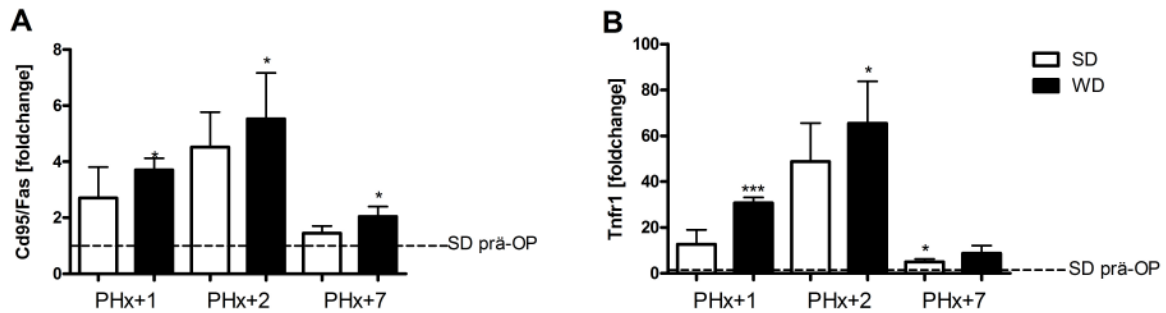 A
Cd95/Fas [foldchange]
8
6
4
2
0
*
*
*
SD prä-OP
PHx+1
PHx+2
PHx+7
B
Tnfr1 [foldchange]
100
80
60
40
20
0
***
*
*
SD prä-OP
PHx+1
PHx+2
PHx+7
SD
WD